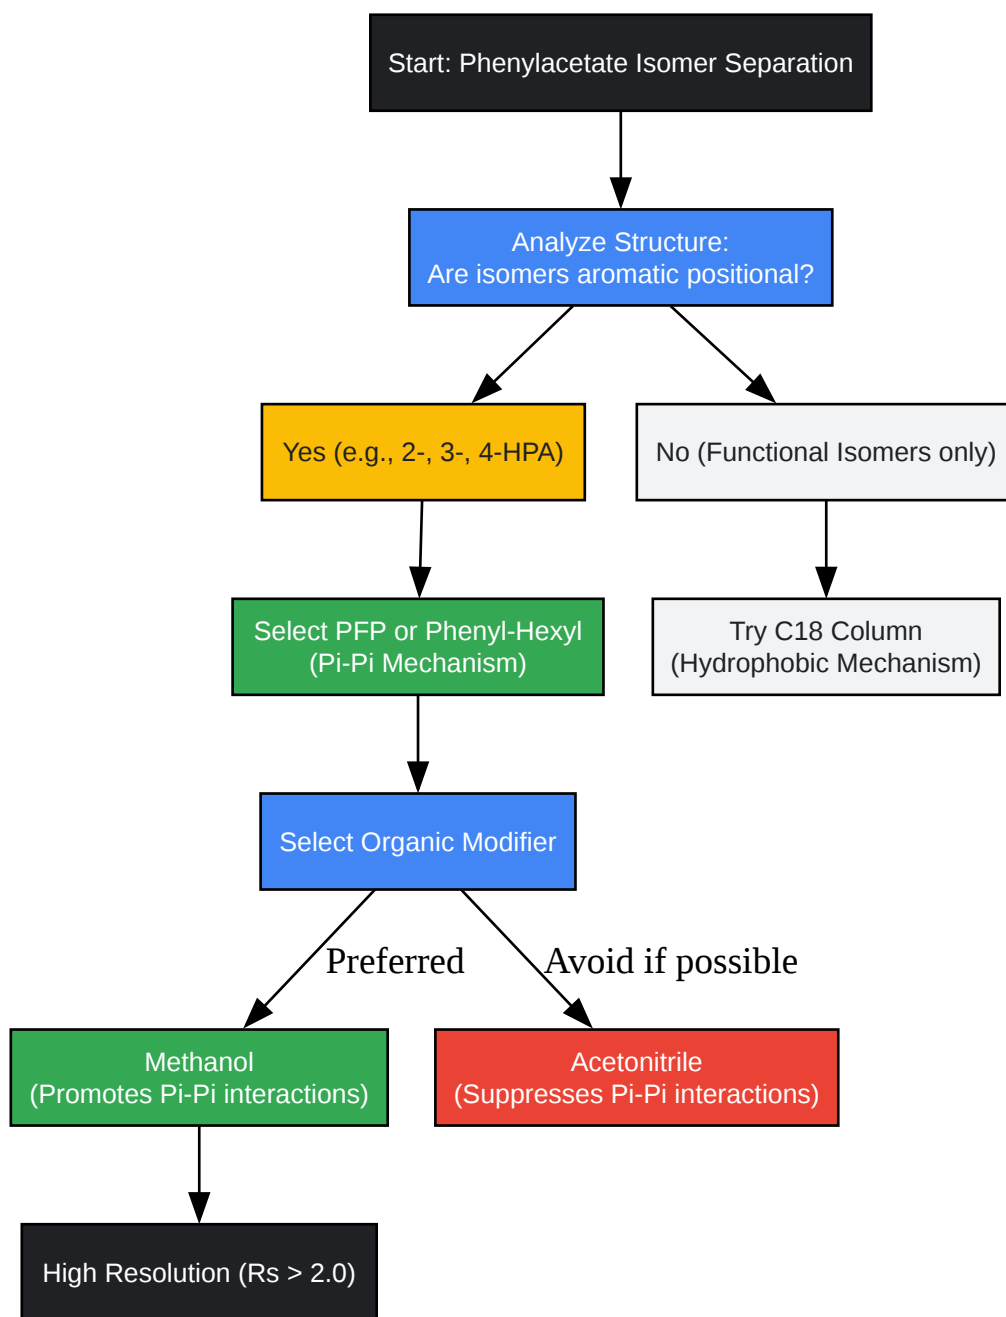 Start: Phenylacetate Isomer Separation
Analyze Structure:
Are isomers aromatic positional?
Yes (e.g., 2-, 3-, 4-HPA)
No (Functional Isomers only)
Select PFP or Phenyl-Hexyl
(Pi-Pi Mechanism)
Try C18 Column
(Hydrophobic Mechanism)
Select Organic Modifier
Preferred
Avoid if possible
Methanol
(Promotes Pi-Pi interactions)
Acetonitrile
(Suppresses Pi-Pi interactions)
High Resolution (Rs > 2.0)